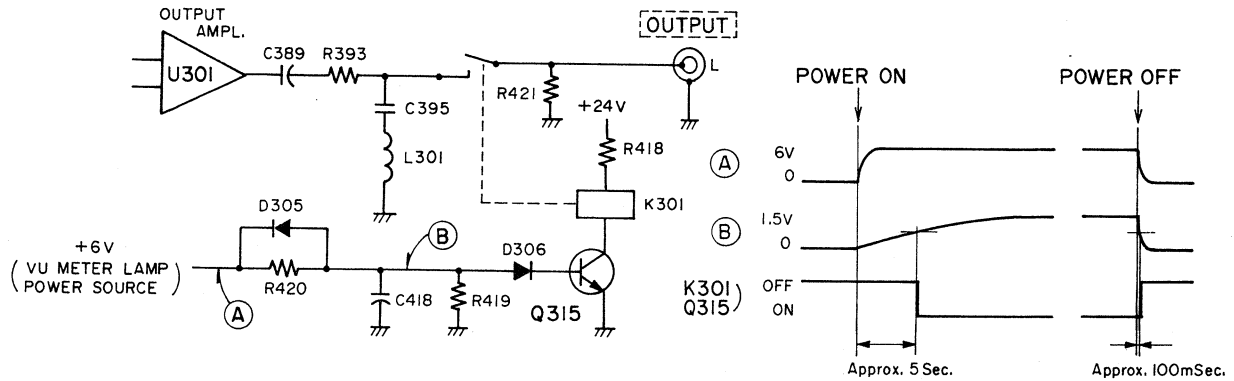 OUTPUT
AMPL.
U301
C389
R393
C395
L301
OUTPUT
L
R421
+24V
R418
K301
D305
+6V
( VU METER LAMP
POWER SOURCE )
R420
A
B
C418
R419
D306
Q315
POWER ON
POWER OFF
A
6V
0
B
1.5V
0
K301
Q315)
OFF
ON
Approx. 5 Sec.
Approx. 100mSec.